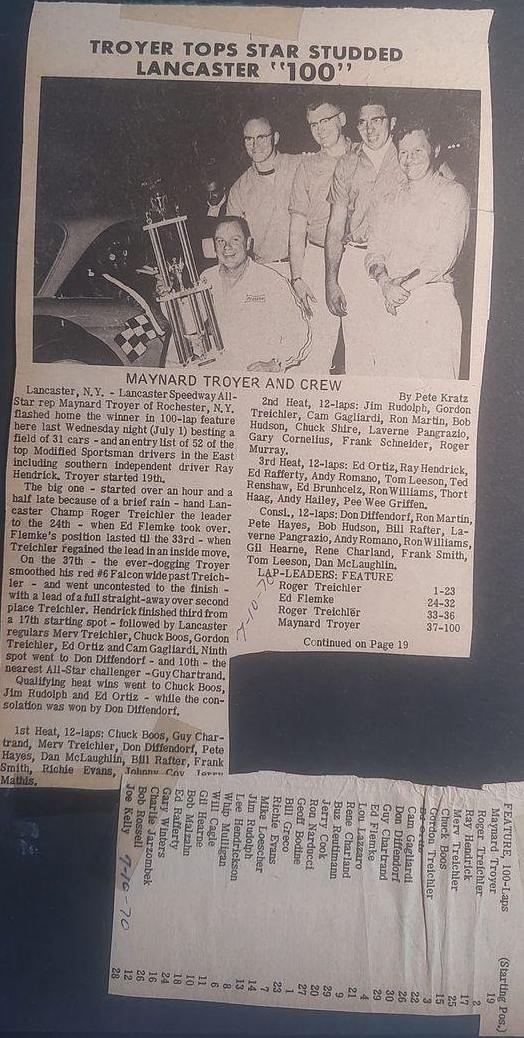 TROYER TOPS STAR STUDDED
LANCASTER "100"
MAYNARD TROYER AND CREW
Lancaster, N.Y. - Lancaster Speedway All-
Star rep Maynard Troyer of Rochester, N.Y.
flashed home the winner in 100-lap feature
here last Wednesday night (July 1) besting a
field of 31 cars - and an entry list of 52 of the
top Modified Sportsman drivers in the East
including southern independent driver Ray
Hendrick. Troyer started 19th.
The big one - started over an hour and a
half late because of a brief rain - hand Lan-
caster Champ Roger Treichler the leader
to the 24th - when Ed Flemke took over.
Flemke's position lasted til the 33rd - when
Treichler regained the lead in an inside move.
On the 37th - the ever-dogging Troyer
smoothed his red #6 Falcon wide past Treich-
ler - and went uncontested to the finish -
with a lead of a full straight-away over second
place Treichler. Hendrick finished third from
a 17th starting spot - followed by Lancaster
regulars Merv Treichler, Chuck Boos, Gordon
Treichler, Ed Ortiz and Cam Gagliardi. Ninth
spot went to Don Diffendorf - and 10th - the
nearest All-Star challenger - Guy Chartrand.
Qualifying heat wins went to Chuck Boos,
Jim Rudolph and Ed Ortiz - while the con-
solation was won by Don Diffendorf.
1st Heat, 12-laps: Chuck Boos, Guy Char-
trand, Merv Treichler, Don Diffendorf, Pete
Hayes, Dan McLaughlin, Bill Rafter, Frank
Smith, Richie Evans, Johnny Coy, Jerry
Mathis.
By Pete Kratz
2nd Heat, 12-laps: Jim Rudolph, Gordon
Treichler, Cam Gagliardi, Ron Martin, Bob
Hudson, Chuck Shire, Laverne Pangrazio,
Gary Cornelius, Frank Schneider, Roger
Murray.
3rd Heat, 12-laps: Ed Ortiz, Ray Hendrick,
Ed Rafferty, Andy Romano, Tom Leeson, Ted
Renshaw, Ed Brunhcelz, Ron Williams, Thort
Haag, Andy Hailey, Pee Wee Griffen.
Consi., 12-laps: Don Diffendorf, Ron Martin,
Pete Hayes, Bob Hudson, Bill Rafter, La-
verne Pangrazio, Andy Romano, Ron Williams,
Gil Hearne, Rene Charland, Frank Smith,
Tom Leeson, Dan McLaughlin.
LAP-LEADERS: FEATURE
Roger Treichler 1-23
Ed Flemke 24-32
Roger Treichler 33-36
Maynard Troyer 37-100
7-10-70
Continued on Page 19
FEATURE, 100-Laps (Starting Pos.)
Maynard Troyer 19
Roger Treichler 2
Ray Hendrick 17
Merv Treichler 25
Chuck Boos 15
Gordon Treichler 3
22
Cam Gagliardi 26
Don Diffendorf 30
Guy Chartrand 29
Ed Flemke 4
Lou Lazzaro 21
Rene Charland 9
Buz Reutimann 29
Jerry Cook 20
Ron Narducci 27
Geoff Bodine 1
Bill Greco 23
Richie Evans 7
Mike Loescher 14
Jim Rudolph 13
Lee Hendrickson 8
Whip Mulligan 6
Will Cagle 11
Gil Hearne 10
Bob Malzahn 18
Ed Rafferty 24
Gary Winters 16
Charlie Jarzombek 26
Bob Rossell 12
Joe Kelly 28
7-10-70